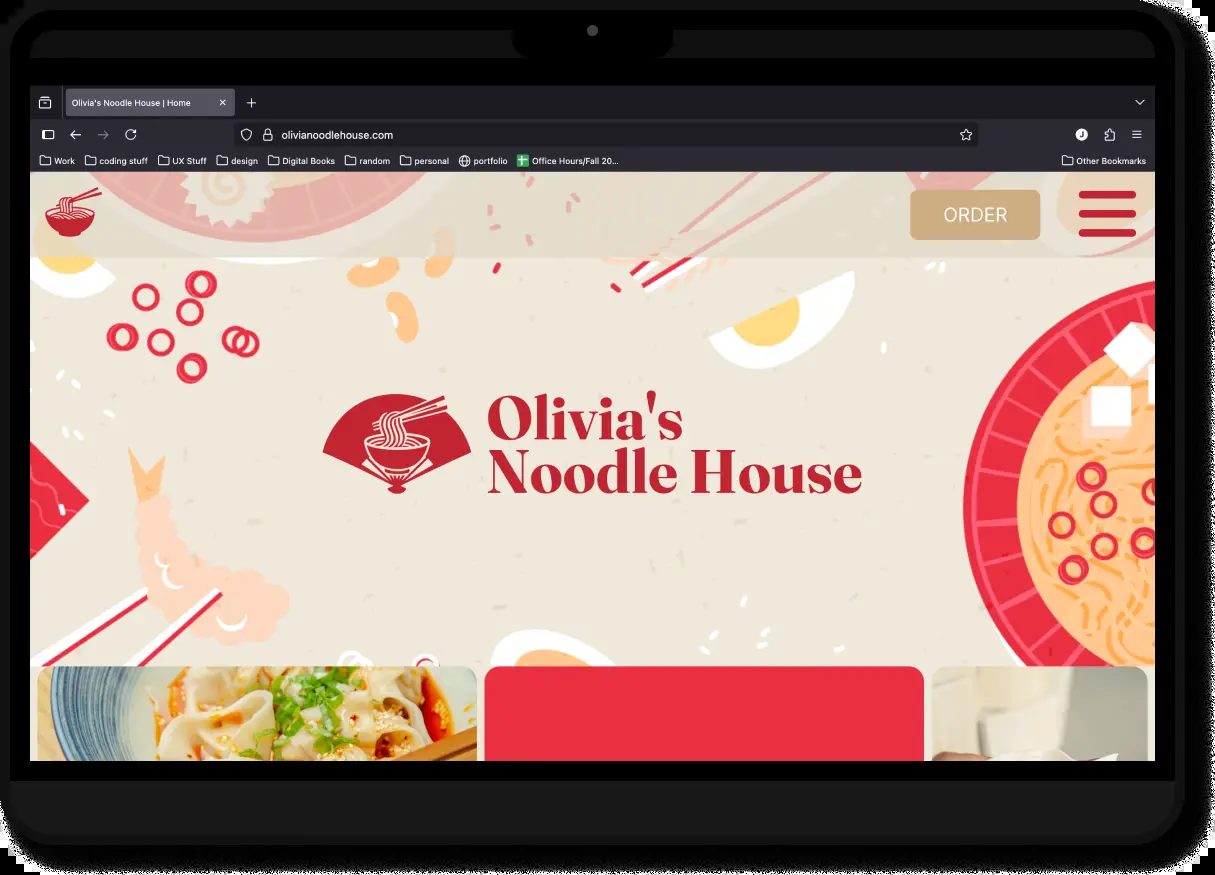 Olivia's Noodle House | Home
olivianoodlehouse.com
J
Work coding stuff UX Stuff design Digital Books random personal portfolio Office Hours/Fall 20... Other Bookmarks
ORDER
Olivia's
Noodle House